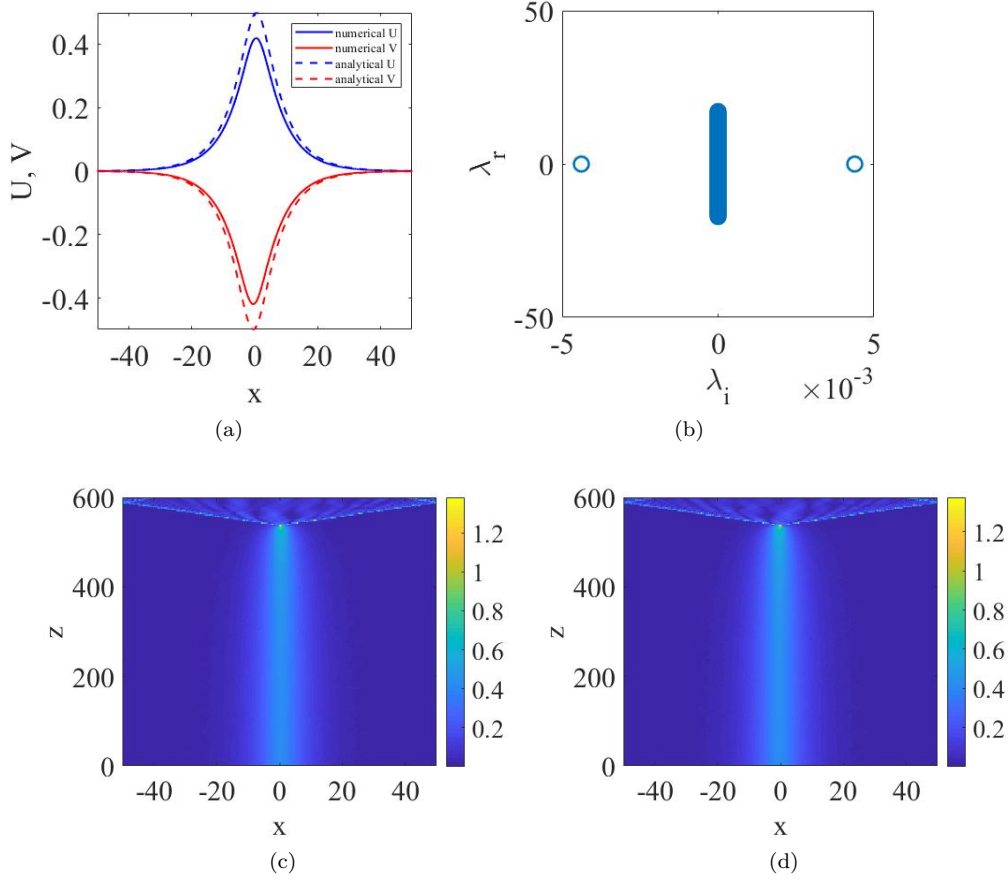 0.4
0.2
0
-0.2
-0.4
U, V
-40 -20 0 20 40
x
numerical U
numerical V
analytical U
analytical V
(a)
50
0
-50
λr
-5 0 5
λi ×10-3
(b)
600
400
200
0
z
-40 -20 0 20 40
x
1.2
1
0.8
0.6
0.4
0.2
(c)
600
400
200
0
z
-40 -20 0 20 40
x
1.2
1
0.8
0.6
0.4
0.2
(d)